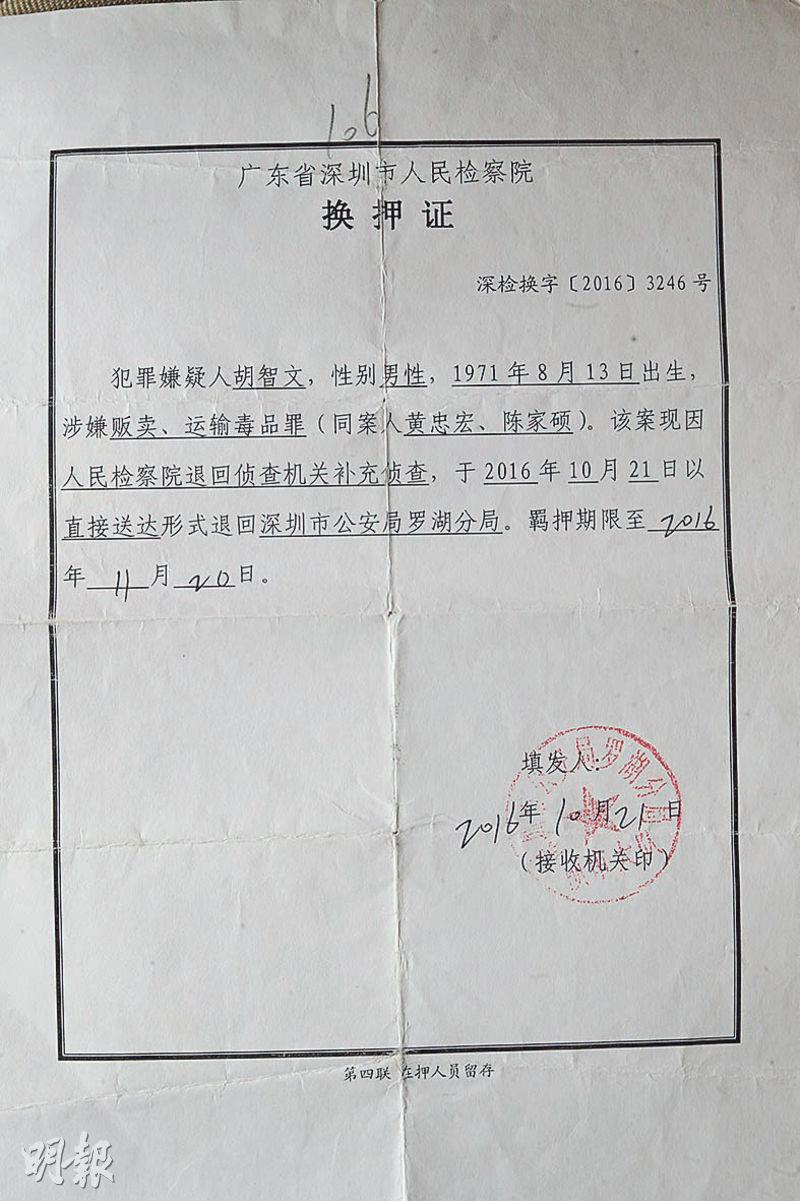 106
广东省深圳市人民检察院
换押证
深检换字〔2016〕3246号
犯罪嫌疑人胡智文，性别男性，1971年8月13日出生，
涉嫌贩卖、运输毒品罪（同案人黄忠宏、陈家硕）。该案现因
人民检察院退回侦查机关补充侦查，于2016年10月21日以
直接送达形式退回深圳市公安局罗湖分局。羁押期限至2016
年11月20日。
局罗湖分局
填发人：
2016年10月21日
（接收机关印）
第四联 在押人员留存
明報